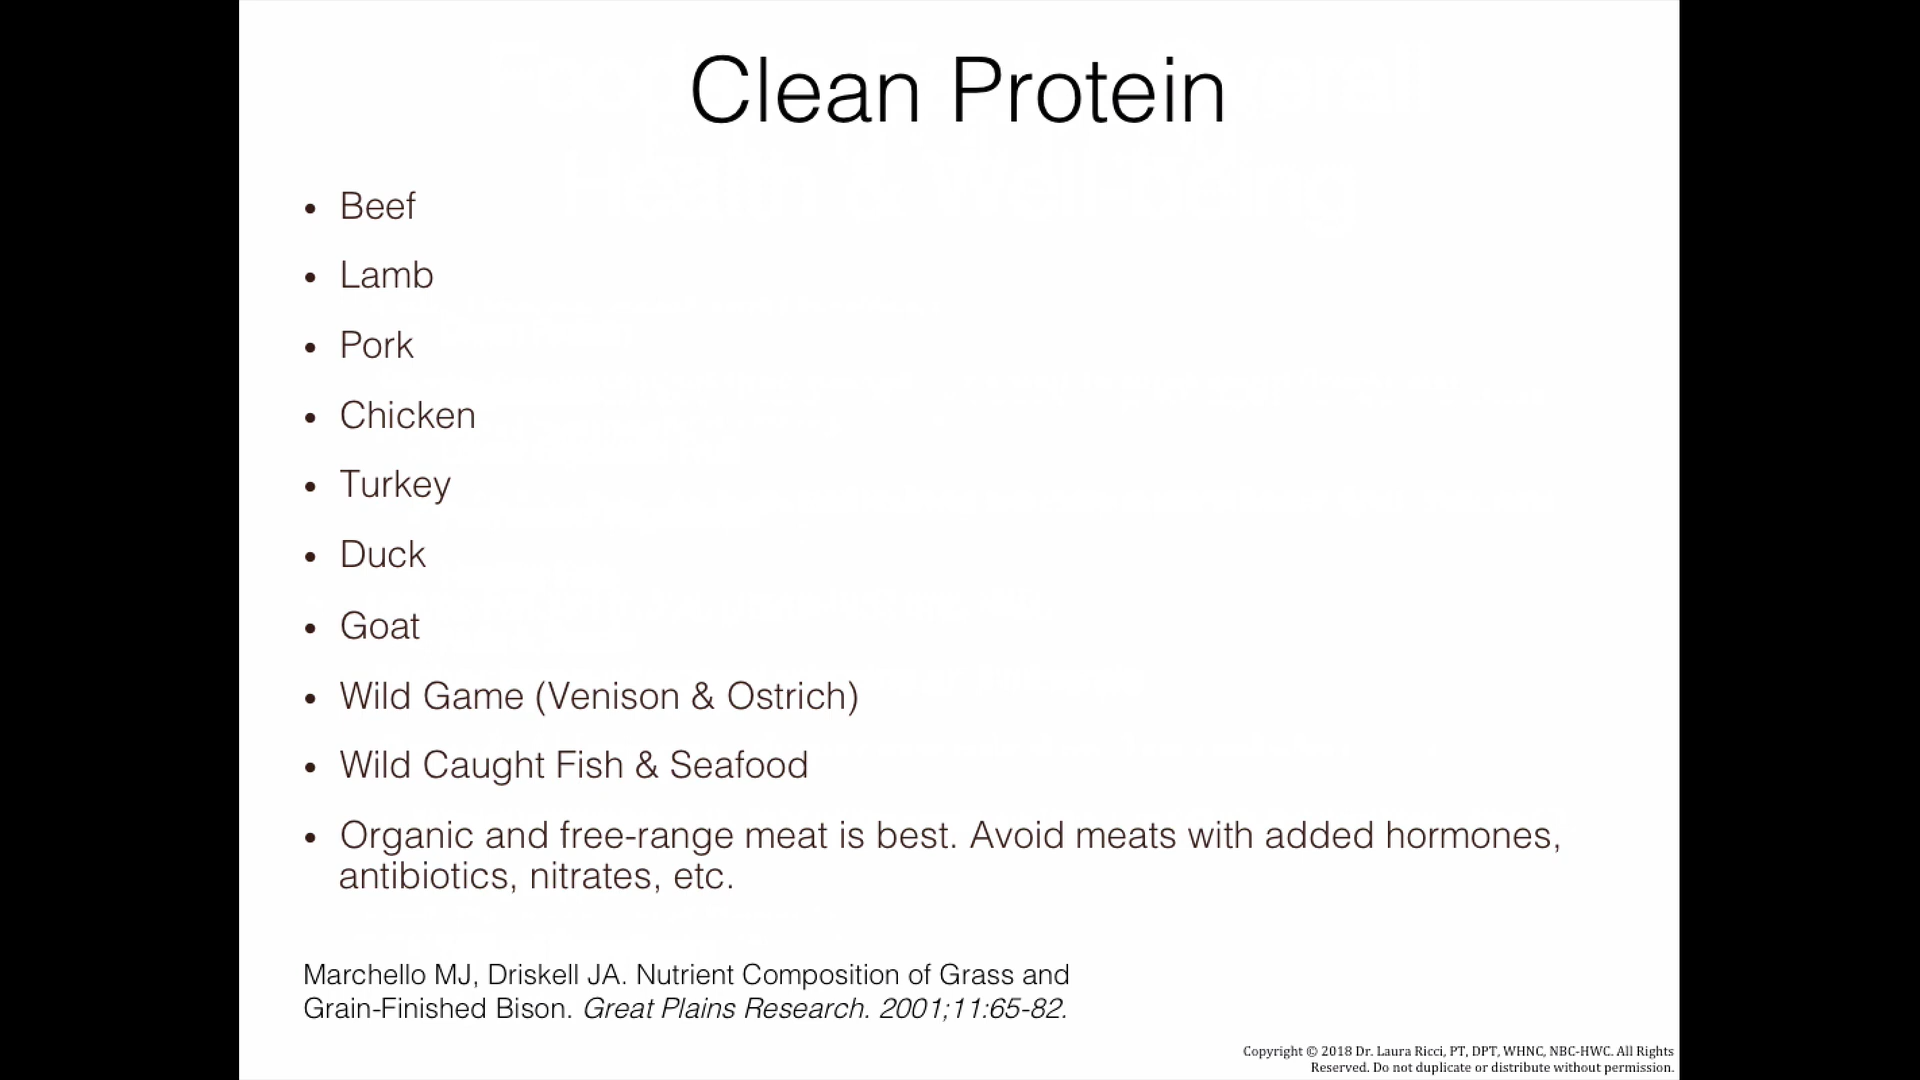 Clean Protein
• Beef
• Lamb
• Pork
• Chicken
• Turkey
• Duck
• Goat
• Wild Game (Venison & Ostrich)
• Wild Caught Fish & Seafood
• Organic and free-range meat is best. Avoid meats with added hormones,
antibiotics, nitrates, etc.
Marchello MJ, Driskell JA. Nutrient Composition of Grass and
Grain-Finished Bison. Great Plains Research. 2001;11:65-82.
Copyright © 2018 Dr. Laura Ricci, PT, DPT, WHNC, NBC-HWC. All Rights
Reserved. Do not duplicate or distribute without permission.